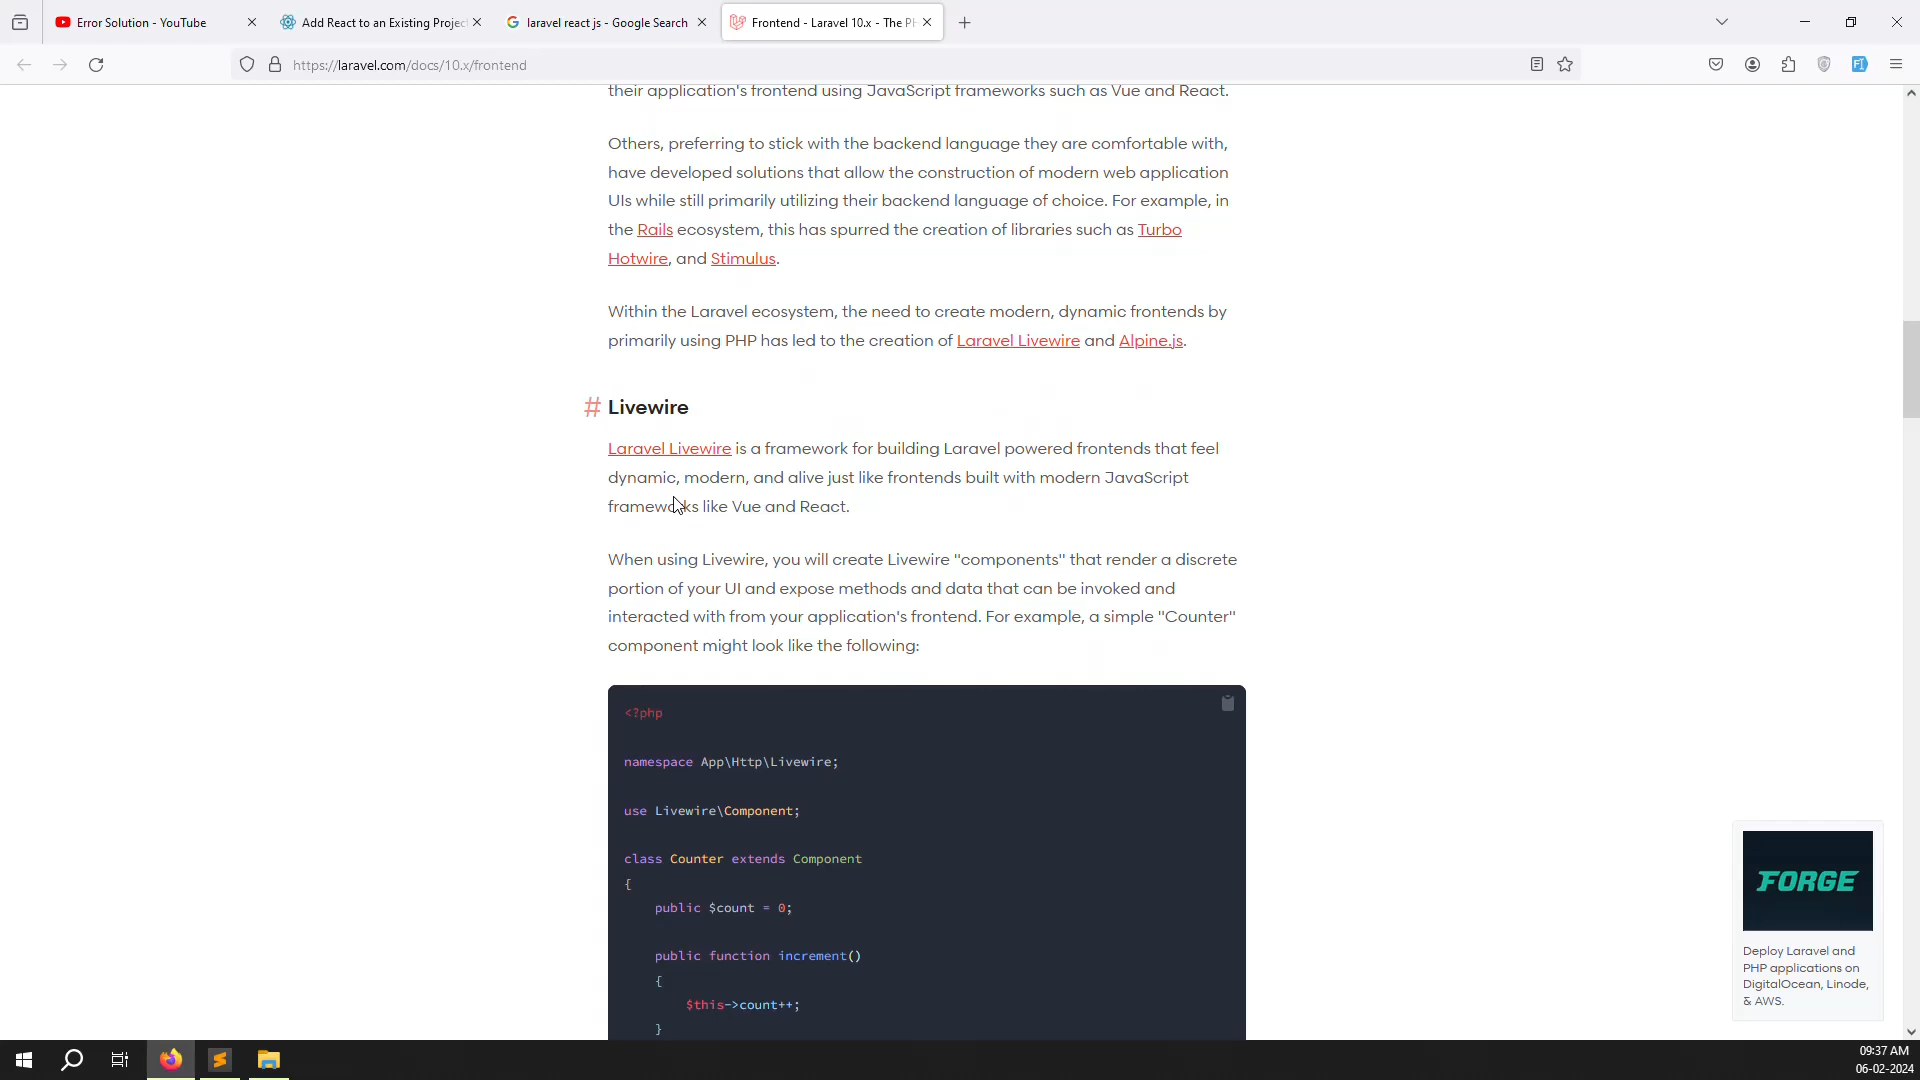 Error Solution - YouTube
Add React to an Existing Projec
laravel react js - Google Search
Frontend - Laravel 10.x - The PH
https://laravel.com/docs/10.x/frontend
their application's frontend using JavaScript frameworks such as Vue and React.
Others, preferring to stick with the backend language they are comfortable with,
have developed solutions that allow the construction of modern web application
UIs while still primarily utilizing their backend language of choice. For example, in
the Rails ecosystem, this has spurred the creation of libraries such as Turbo
Hotwire, and Stimulus.
Within the Laravel ecosystem, the need to create modern, dynamic frontends by
primarily using PHP has led to the creation of Laravel Livewire and Alpine.js.
# Livewire
Laravel Livewire is a framework for building Laravel powered frontends that feel
dynamic, modern, and alive just like frontends built with modern JavaScript
frameworks like Vue and React.
When using Livewire, you will create Livewire "components" that render a discrete
portion of your UI and expose methods and data that can be invoked and
interacted with from your application's frontend. For example, a simple "Counter"
component might look like the following:
<?php
namespace App\Http\Livewire;
use Livewire\Component;
class Counter extends Component
{
public $count = 0;
public function increment()
{
$this->count++;
}
FORGE
Deploy Laravel and
PHP applications on
DigitalOcean, Linode,
& AWS.
09:37 AM
06-02-2024